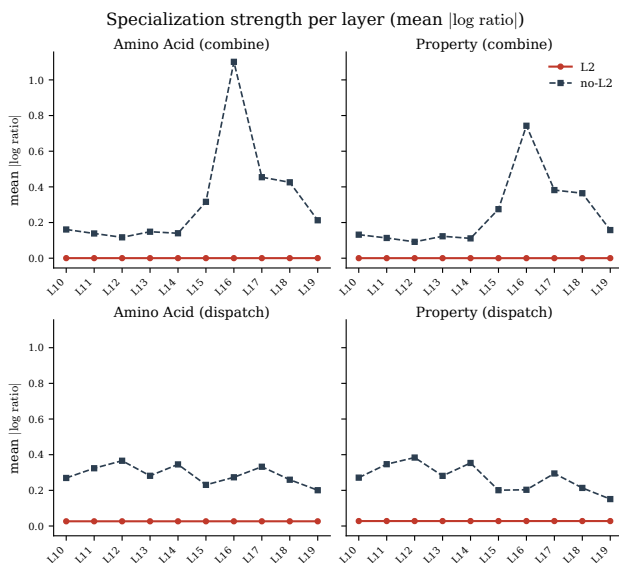 Specialization strength per layer (mean |log ratio|)
Amino Acid (combine)
mean |log ratio|
1.0
0.8
0.6
0.4
0.2
0.0
L10 L11 L12 L13 L14 L15 L16 L17 L18 L19
Property (combine)
L2
no-L2
L10 L11 L12 L13 L14 L15 L16 L17 L18 L19
Amino Acid (dispatch)
mean |log ratio|
1.0
0.8
0.6
0.4
0.2
0.0
L10 L11 L12 L13 L14 L15 L16 L17 L18 L19
Property (dispatch)
L10 L11 L12 L13 L14 L15 L16 L17 L18 L19